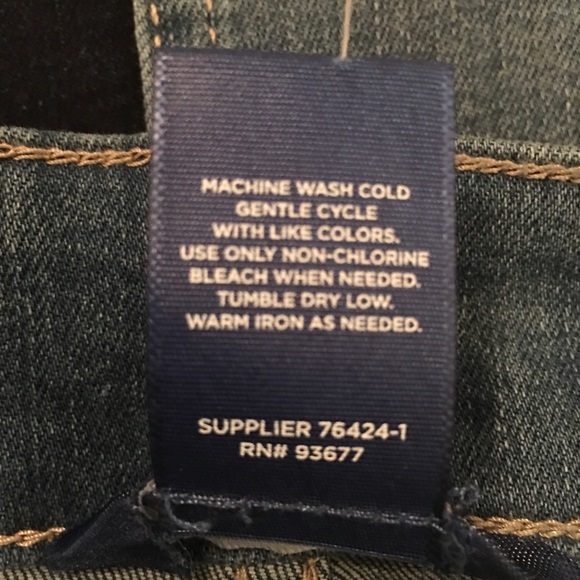 MACHINE WASH COLD
GENTLE CYCLE
WITH LIKE COLORS.
USE ONLY NON-CHLORINE
BLEACH WHEN NEEDED.
TUMBLE DRY LOW.
WARM IRON AS NEEDED.
SUPPLIER 76424-1
RN# 93677